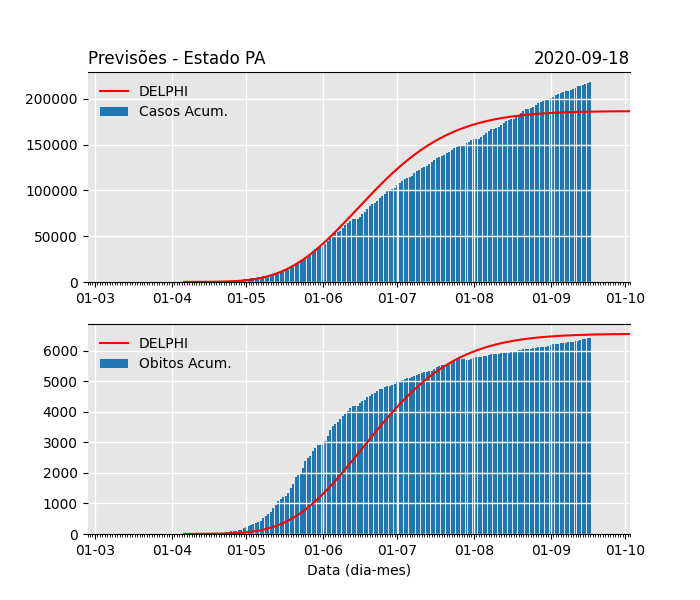 Previsões - Estado PA 2020-09-18
DELPHI
Casos Acum.
200000
150000
100000
50000
0
01-03 01-04 01-05 01-06 01-07 01-08 01-09 01-10
DELPHI
Obitos Acum.
6000
5000
4000
3000
2000
1000
0
01-03 01-04 01-05 01-06 01-07 01-08 01-09 01-10
Data (dia-mes)